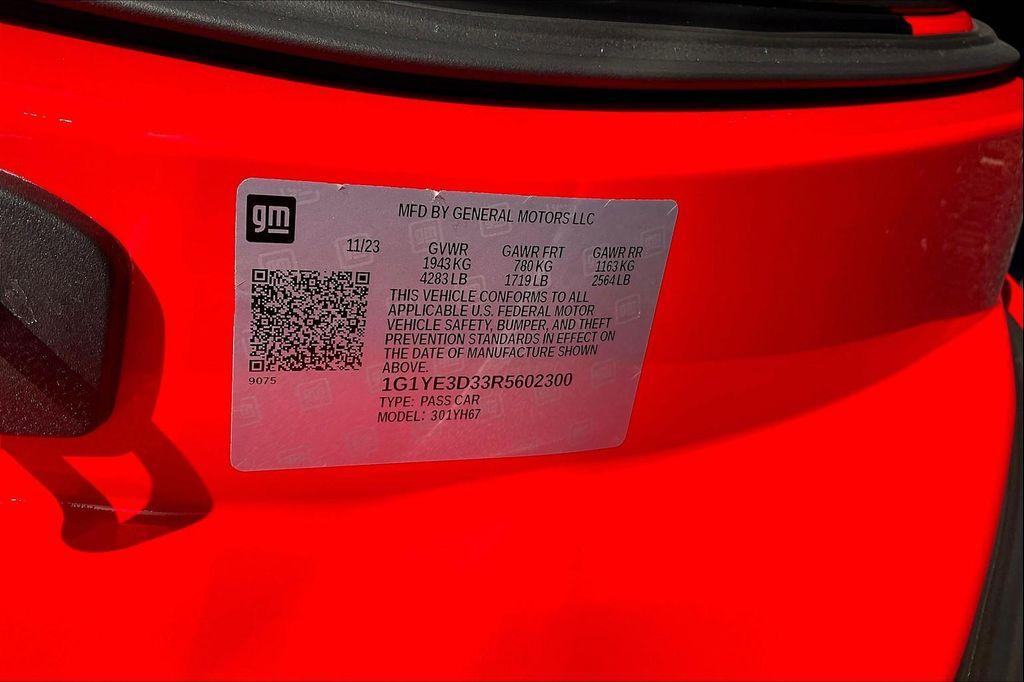 gm
MFD BY GENERAL MOTORS LLC
11/23 GVWR GAWR FRT GAWR RR
1943 KG 780 KG 1163 KG
4283 LB 1719 LB 2564 LB
THIS VEHICLE CONFORMS TO ALL
APPLICABLE U.S. FEDERAL MOTOR
VEHICLE SAFETY, BUMPER, AND THEFT
PREVENTION STANDARDS IN EFFECT ON
THE DATE OF MANUFACTURE SHOWN
ABOVE.
9075
1G1YE3D33R5602300
TYPE: PASS CAR
MODEL: 301YH67